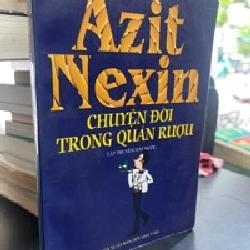 Azit
Nexin
CHUYỆN ĐỜI
TRONG QUÁN RƯỢU